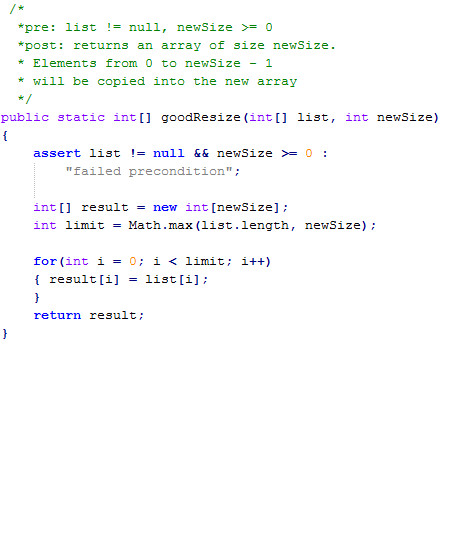 /*
*pre: list != null, newSize >= 0
*post: returns an array of size newSize.
* Elements from 0 to newSize - 1
* will be copied into the new array
*/
public static int[] goodResize(int[] list, int newSize)
{
assert list != null && newSize >= 0 :
"failed precondition";
int[] result = new int[newSize];
int limit = Math.max(list.length, newSize);
for(int i = 0; i < limit; i++)
{ result[i] = list[i];
}
return result;
}